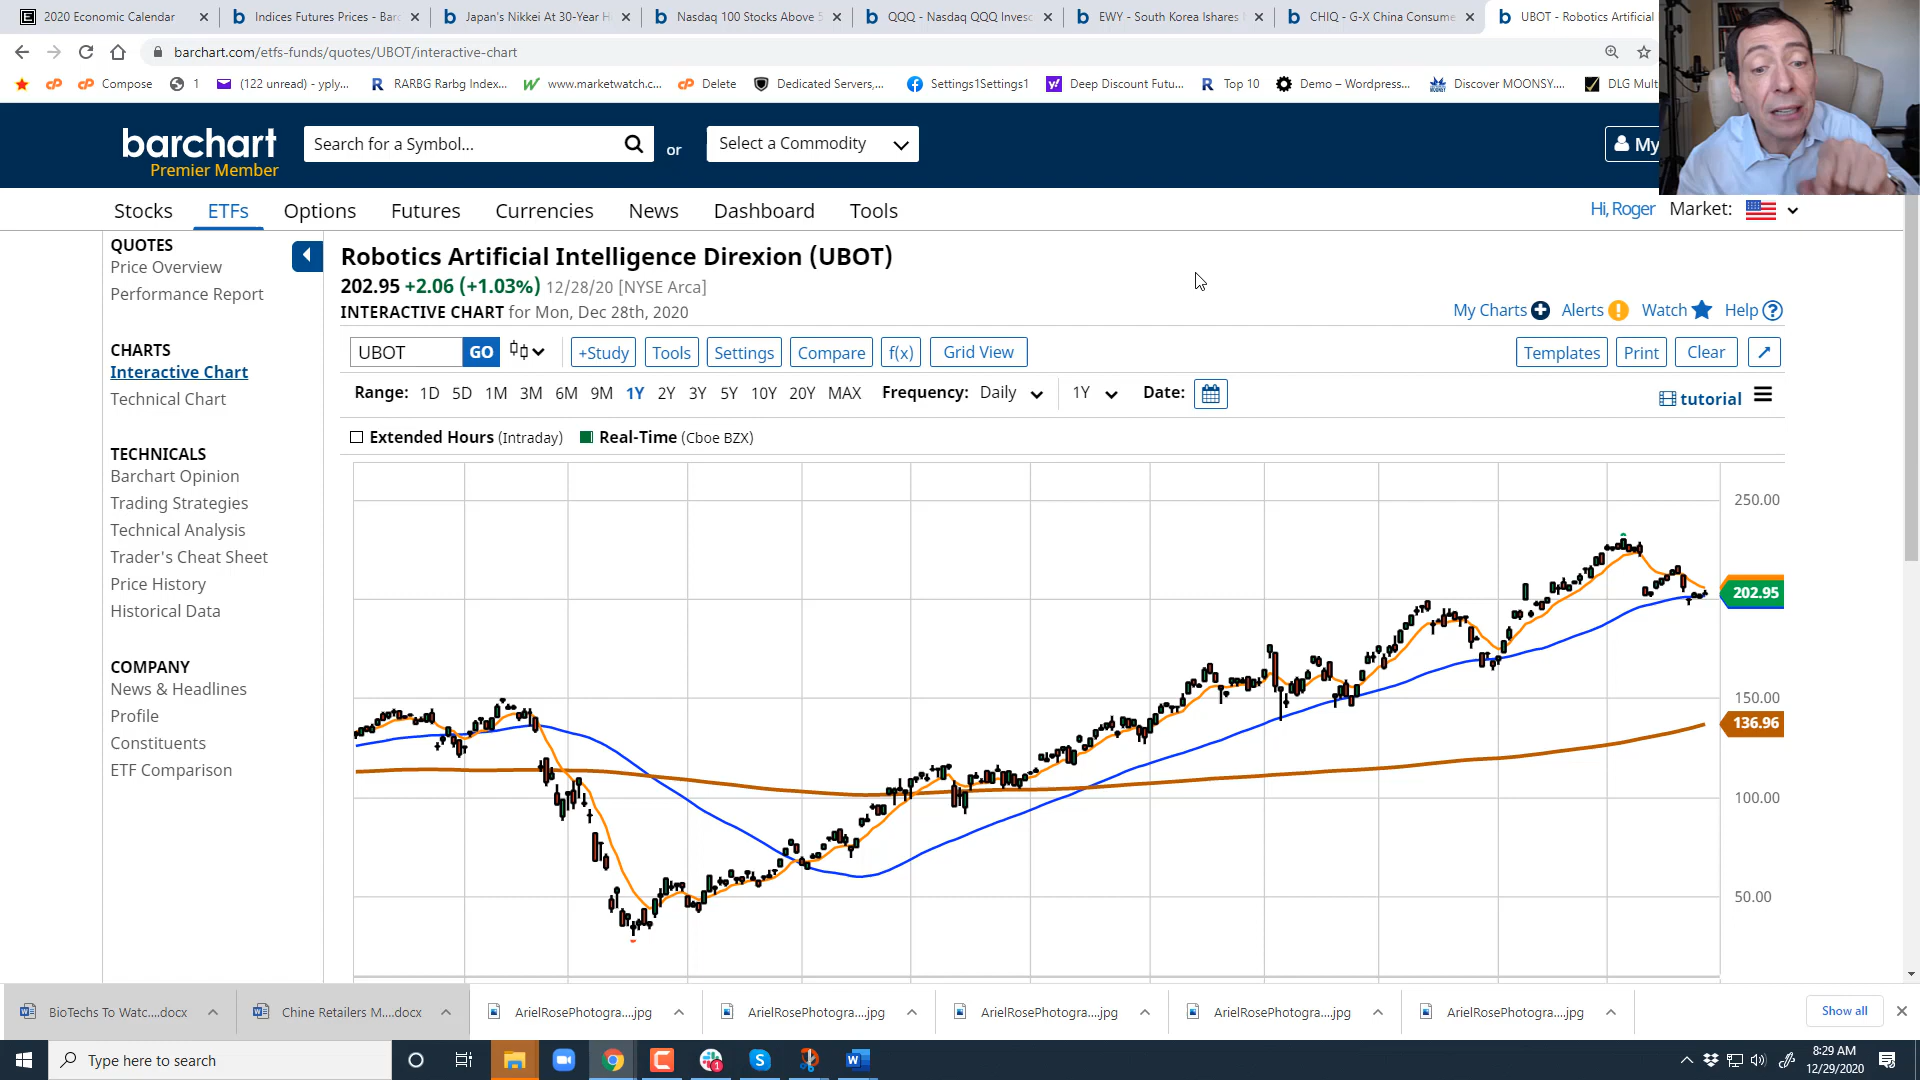 2020 Economic Calendar
Indices Futures Prices - Barc
Japan's Nikkei At 30-Year H
Nasdaq 100 Stocks Above 5
QQQ - Nasdaq QQQ Invesc
EWY - South Korea Ishares
CHIQ - G-X China Consume
UBOT - Robotics Artificial
barchart.com/etfs-funds/quotes/UBOT/interactive-chart
Compose
1
(122 unread) - yply...
RARBG Rarbg Index...
www.marketwatch.c...
Delete
Dedicated Servers,...
Settings1Settings1
Deep Discount Futu...
Top 10
Demo – Wordpress...
Discover MOONSY....
DLG Mult
barchart
Premier Member
Search for a Symbol...
or
Select a Commodity
My
Stocks
ETFs
Options
Futures
Currencies
News
Dashboard
Tools
Hi, Roger
Market:
QUOTES
Price Overview
Performance Report
CHARTS
Interactive Chart
Technical Chart
TECHNICALS
Barchart Opinion
Trading Strategies
Technical Analysis
Trader's Cheat Sheet
Price History
Historical Data
COMPANY
News & Headlines
Profile
Constituents
ETF Comparison
Robotics Artificial Intelligence Direxion (UBOT)
202.95 +2.06 (+1.03%) 12/28/20 [NYSE Arca]
INTERACTIVE CHART for Mon, Dec 28th, 2020
My Charts
Alerts
Watch
Help
UBOT
GO
+Study
Tools
Settings
Compare
f(x)
Grid View
Templates
Print
Clear
Range: 1D 5D 1M 3M 6M 9M 1Y 2Y 3Y 5Y 10Y 20Y MAX
Frequency: Daily
1Y
Date:
tutorial
Extended Hours (Intraday)
Real-Time (Cboe BZX)
250.00
202.95
150.00
136.96
100.00
50.00
BioTechs To Watc....docx
Chine Retailers M....docx
ArielRosePhotogra....jpg
ArielRosePhotogra....jpg
ArielRosePhotogra....jpg
ArielRosePhotogra....jpg
ArielRosePhotogra....jpg
Show all
Type here to search
8:29 AM
12/29/2020